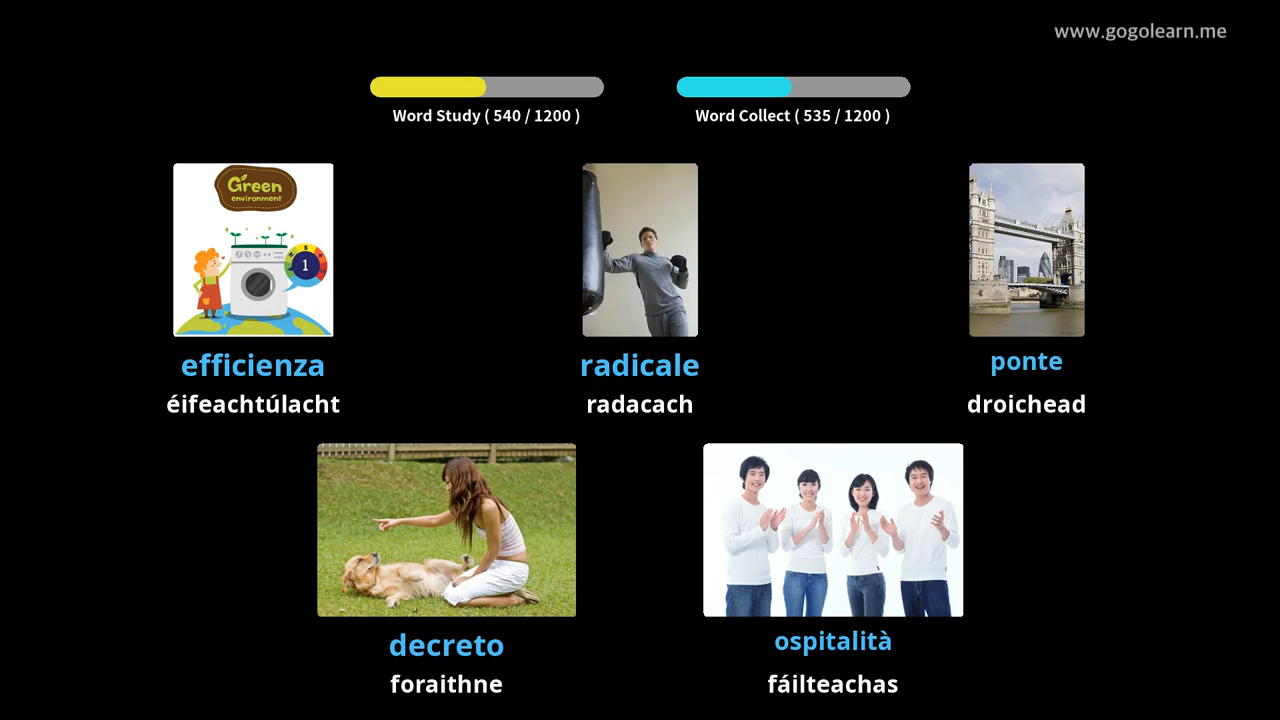 www.gogolearn.me
Word Study ( 540 / 1200 )
Word Collect ( 535 / 1200 )
Green
environment
3
1
efficienza
radicale
ponte
éifeachtúlacht
radacach
droichead
decreto
ospitalità
foraithne
fáilteachas